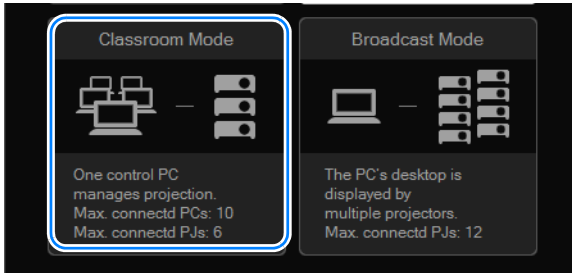 Classroom Mode
One control PC
manages projection.
Max. connectd PCs: 10
Max. connectd PJs: 6
Broadcast Mode
The PC's desktop is
displayed by
multiple projectors.
Max. connectd PJs: 12